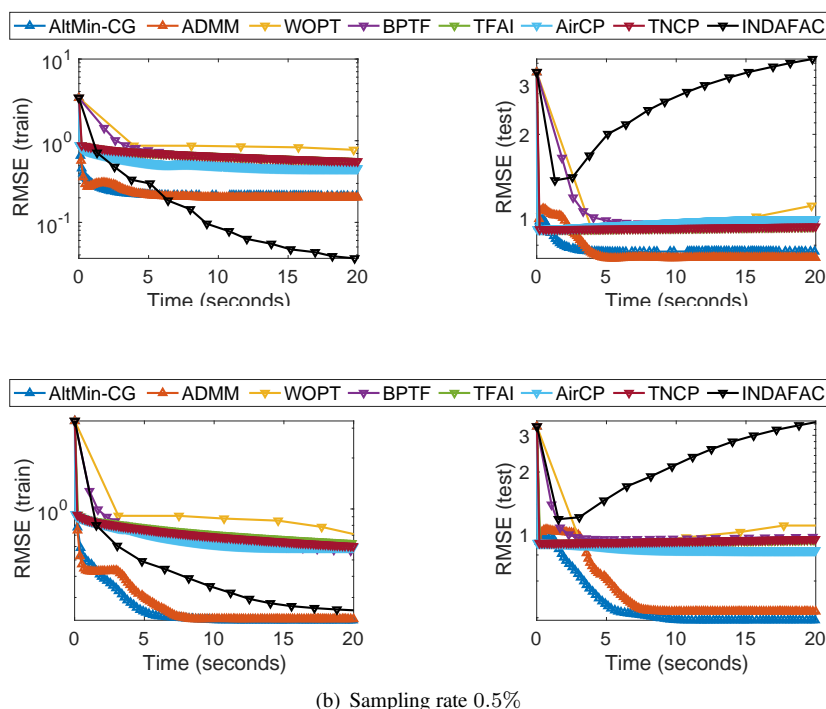 AltMin-CG ADMM WOPT BPTF TFAI AirCP TNCP INDAFAC
10^1
10^0
10^-1
RMSE (train)
0 5 10 15 20
Time (seconds)
3
2
1
RMSE (test)
0 5 10 15 20
Time (seconds)
AltMin-CG ADMM WOPT BPTF TFAI AirCP TNCP INDAFAC
10^0
RMSE (train)
0 5 10 15 20
Time (seconds)
3
2
1
RMSE (test)
0 5 10 15 20
Time (seconds)
(b) Sampling rate 0.5%